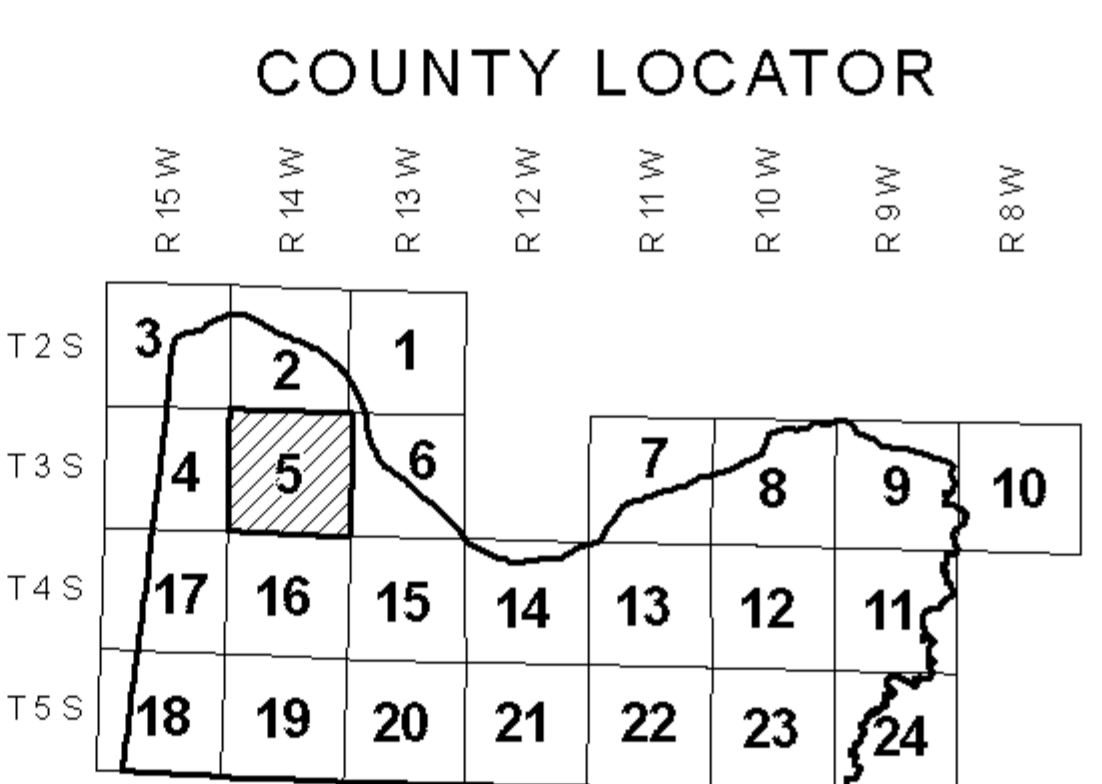 COUNTY LOCATOR
R 15 W R 14 W R 13 W R 12 W R 11 W R 10 W R 9 W R 8 W
T 2 S 3 2 1
T 3 S 4 5 6 7 8 9 10
T 4 S 17 16 15 14 13 12 11
T 5 S 18 19 20 21 22 23 24